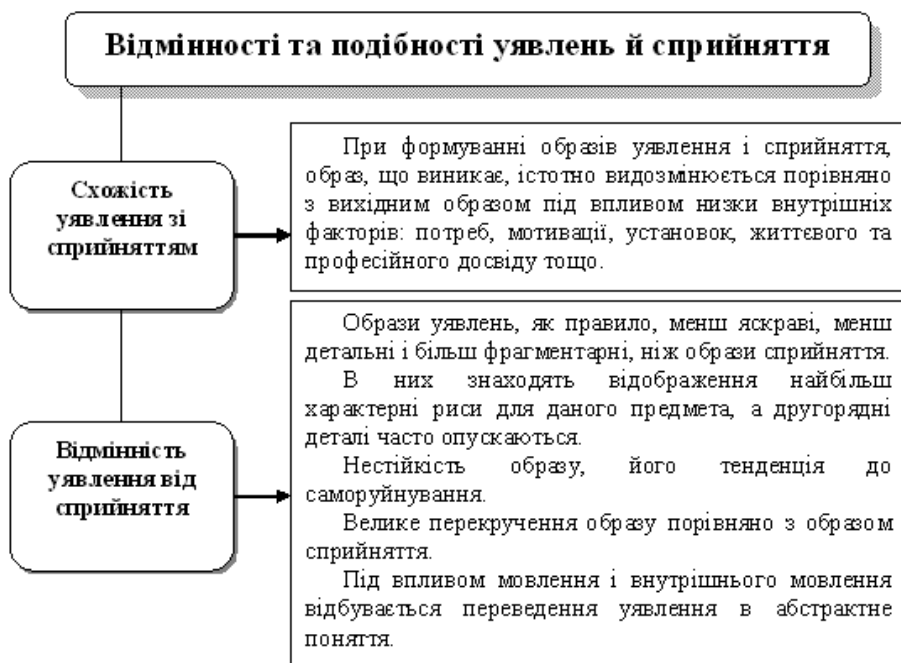 Відмінності та подібності уявлень й сприйняття
Схожість
уявлення зі
сприйняттям
При формуванні образів уявлення і сприйняття,
образ, що виникає, істотно видозмінюється порівняно
з вихідним образом під впливом низки внутрішніх
факторів: потреб, мотивації, установок, життєвого та
професійного досвіду тощо.
Відмінність
уявлення від
сприйняття
Образи уявлень, як правило, менш яскраві, менш
детальні і більш фрагментарні, ніж образи сприйняття.
В них знаходять відображення найбільш
характерні риси для даного предмета, а другорядні
деталі часто опускаються.
Нестійкість образу, його тенденція до
саморуйнування.
Велике перекручення образу порівняно з образом
сприйняття.
Під впливом мовлення і внутрішнього мовлення
відбувається переведення уявлення в абстрактне
поняття.